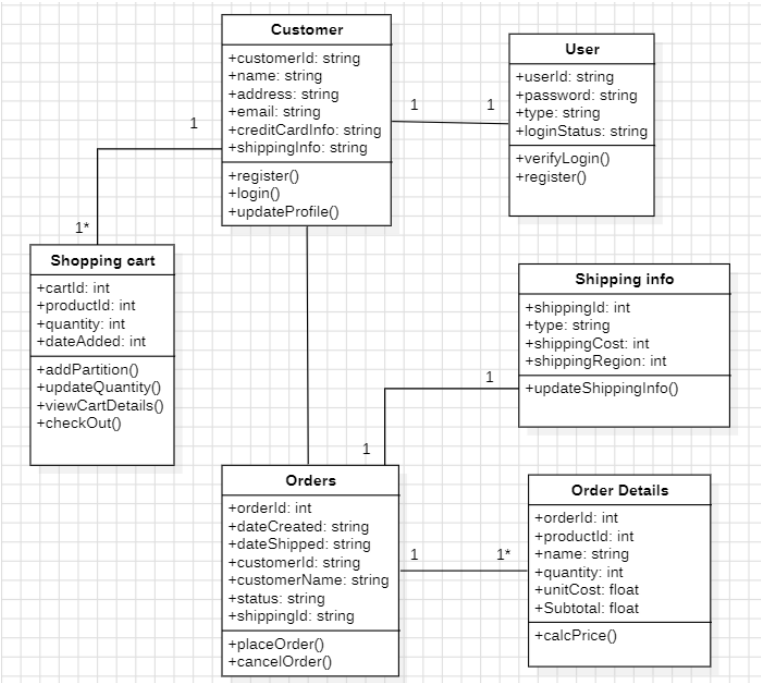 Customer
+customerId: string
+name: string
+address: string
+email: string
+creditCardInfo: string
+shippingInfo: string
+register()
+login()
+updateProfile()
1
1
User
+userId: string
+password: string
+type: string
+loginStatus: string
+verifyLogin()
+register()
1
1*
Shopping cart
+cartId: int
+productId: int
+quantity: int
+dateAdded: int
+addPartition()
+updateQuantity()
+viewCartDetails()
+checkOut()
Shipping info
+shippingId: int
+type: string
+shippingCost: int
+shippingRegion: int
+updateShippingInfo()
1
1
Orders
+orderId: int
+dateCreated: string
+dateShipped: string
+customerId: string
+customerName: string
+status: string
+shippingId: string
+placeOrder()
+cancelOrder()
1
1*
Order Details
+orderId: int
+productId: int
+name: string
+quantity: int
+unitCost: float
+Subtotal: float
+calcPrice()